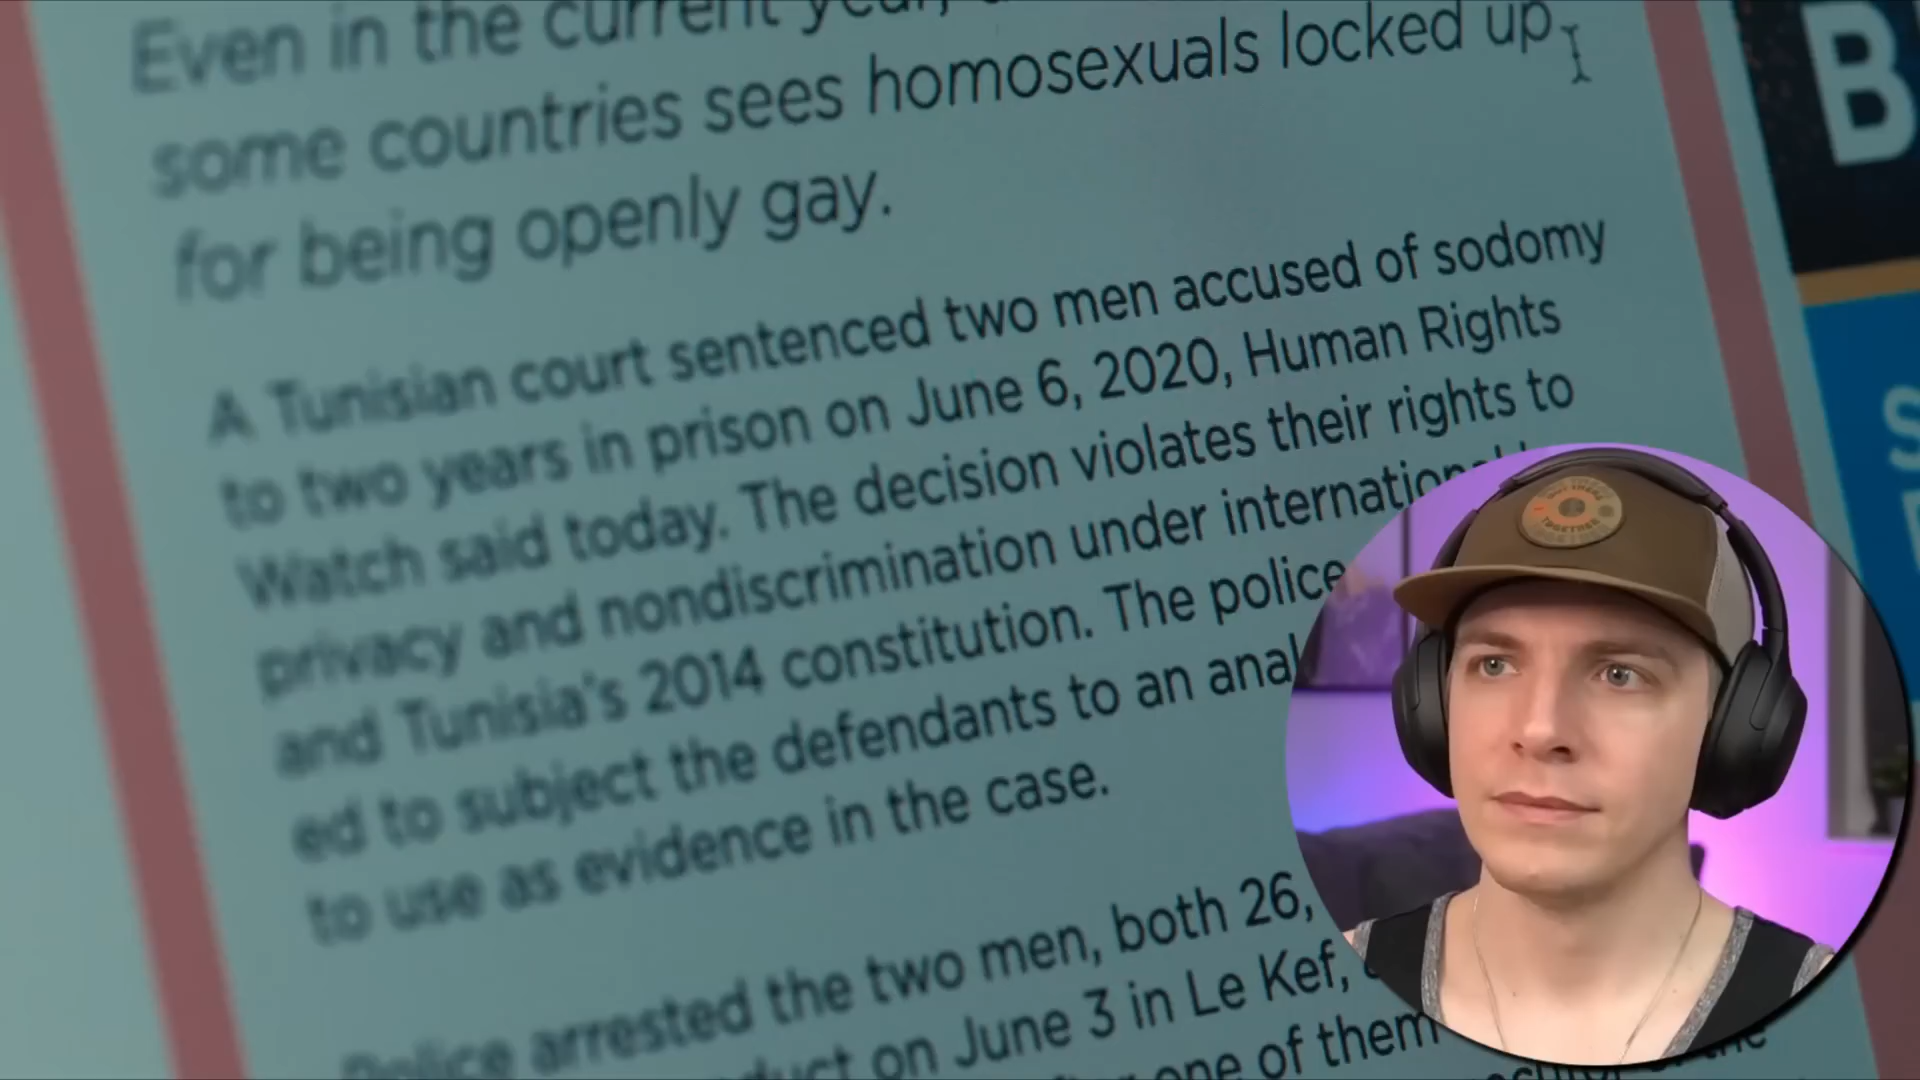 Even in the current year,
some countries sees homosexuals locked up
for being openly gay.
A Tunisian court sentenced two men accused of sodomy
to two years in prison on June 6, 2020, Human Rights
Watch said today. The decision violates their rights to
privacy and nondiscrimination under international
and Tunisia's 2014 constitution. The police
ed to subject the defendants to an anal
to use as evidence in the case.
Police arrested the two men, both 26,
on June 3 in Le Kef,
one of them
TOGETHER
B
S